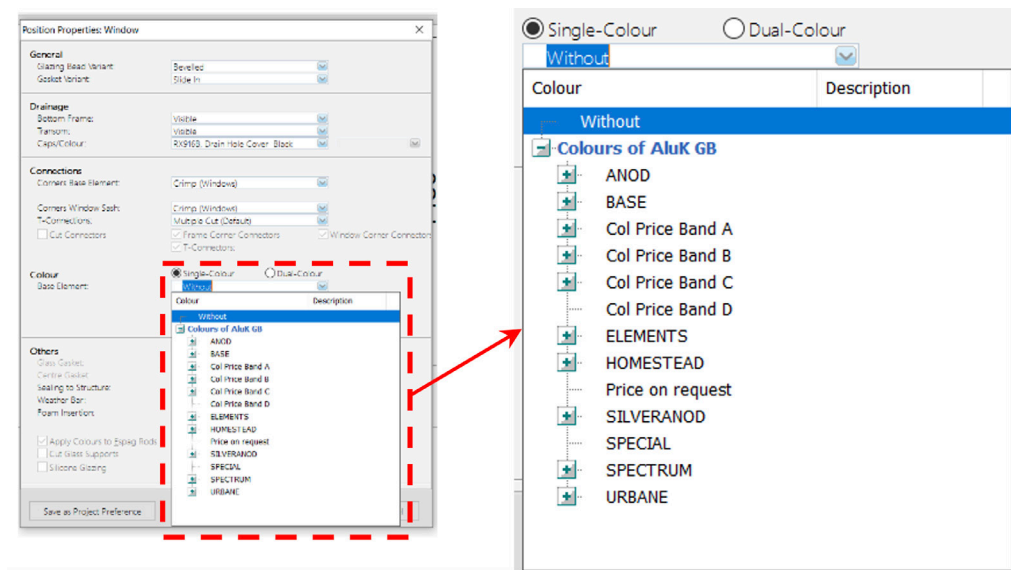 Position Properties: Window
General
Glazing Bead Variant: Bevelled
Gasket Variant: Slide In
Drainage
Bottom Frame: Visible
Transom: Visible
Caps/Colour: RX916B, Drain Hole Cover Black
Connections
Corners Base Element: Crimp (Windows)
Corners Window Sash: Crimp (Windows)
T-Connections: Multiple Cut (Default)
Cut Connectors Frame Corner Connectors Window Corner Connectors
T-Connectors
Colour Single-Colour Dual-Colour
Base Element: Without
Colour Description
Without
Colours of AluK GB
ANOD
BASE
Col Price Band A
Col Price Band B
Col Price Band C
Col Price Band D
ELEMENTS
HOMESTEAD
Price on request
SILVERANOD
SPECIAL
SPECTRUM
URBANE
Others
Glass Gasket:
Centre Gasket:
Sealing to Structure:
Weather Bar:
Foam Insertion:
Apply Colours to Espag Rods
Cut Glass Supports
Silicone Glazing
Save as Project Preference
Single-Colour Dual-Colour
Without
Colour Description
Without
Colours of AluK GB
ANOD
BASE
Col Price Band A
Col Price Band B
Col Price Band C
Col Price Band D
ELEMENTS
HOMESTEAD
Price on request
SILVERANOD
SPECIAL
SPECTRUM
URBANE